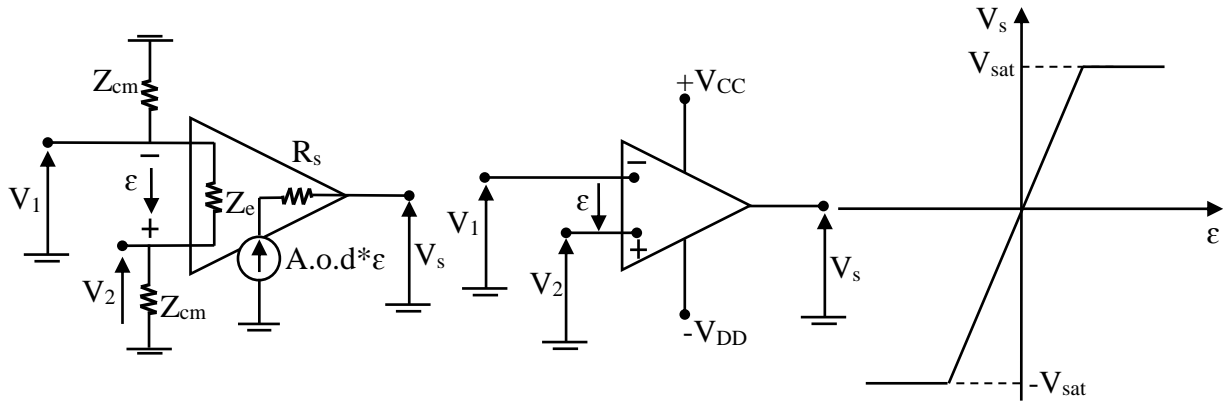 Zcm
V1
ε
−
+
Ze
Rs
A.o.d*ε
Vs
V2
Zcm
+VCC
V1
ε
−
+
V2
Vs
-VDD
Vs
Vsat
ε
-Vsat